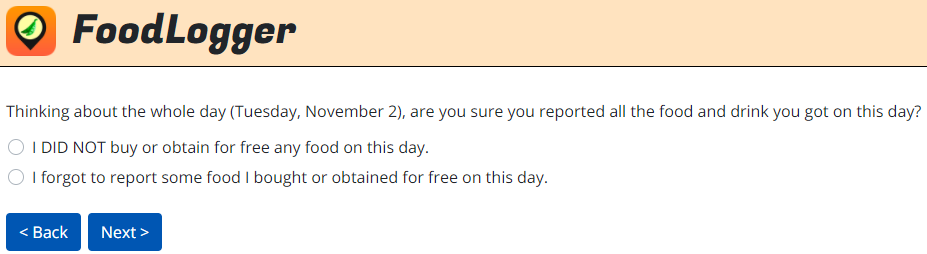 FoodLogger
Thinking about the whole day (Tuesday, November 2), are you sure you reported all the food and drink you got on this day?
I DID NOT buy or obtain for free any food on this day.
I forgot to report some food I bought or obtained for free on this day.
< Back Next >